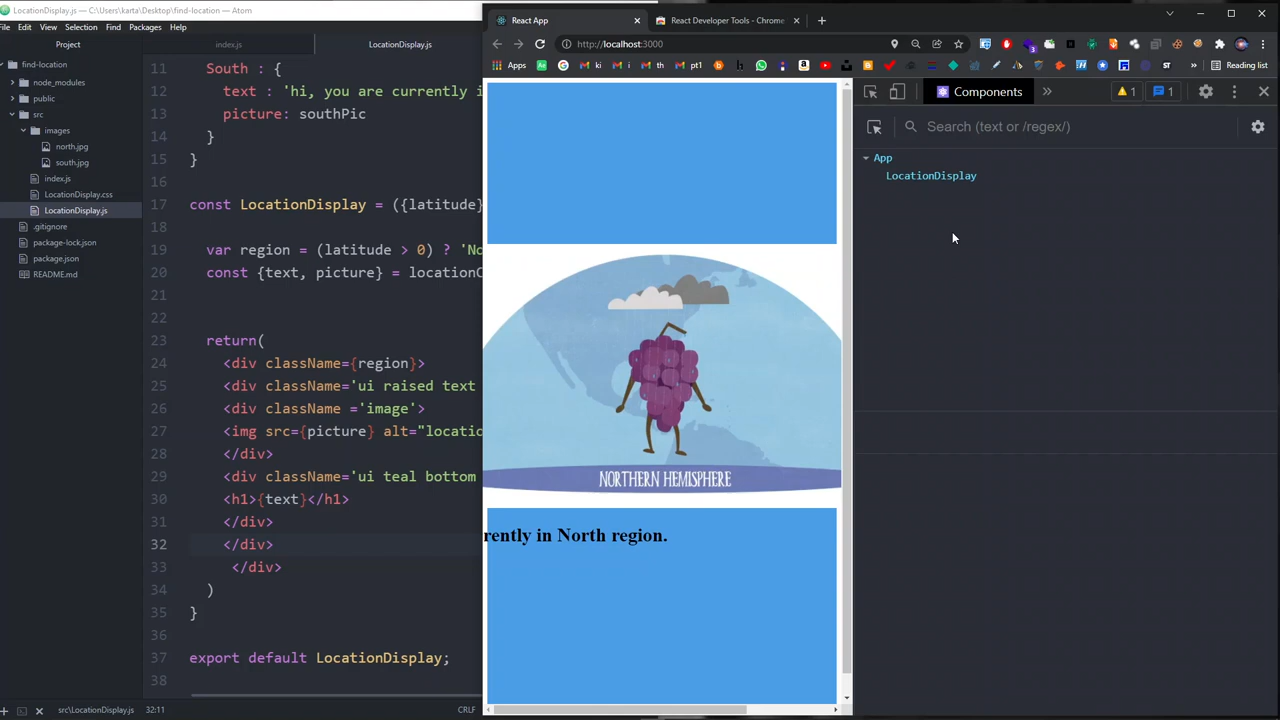 LocationDisplay.js — C:\Users\karta\Desktop\find-location — Atom
File Edit View Selection Find Packages Help
Project
find-location
node_modules
public
src
images
north.jpg
south.jpg
index.js
LocationDisplay.css
LocationDisplay.js
.gitignore
package-lock.json
package.json
README.md
index.js
LocationDisplay.js
11 South : {
12 text : 'hi, you are currently i
13 picture: southPic
14 }
15 }
16
17 const LocationDisplay = ({latitude}
18
19 var region = (latitude > 0) ? 'No
20 const {text, picture} = locationC
21
22
23 return(
24 <div className={region}>
25 <div className='ui raised text
26 <div className ='image'>
27 <img src={picture} alt="locatio
28 </div>
29 <div className='ui teal bottom
30 <h1>{text}</h1>
31 </div>
32 </div>
33 </div>
34 )
35 }
36
37 export default LocationDisplay;
38
src\LocationDisplay.js 32:11
CRLF
React App
React Developer Tools - Chrome
http://localhost:3000
Apps ki i th pt1
Reading list
NORTHERN HEMISPHERE
rently in North region.
Components
1
1
Search (text or /regex/)
App
LocationDisplay